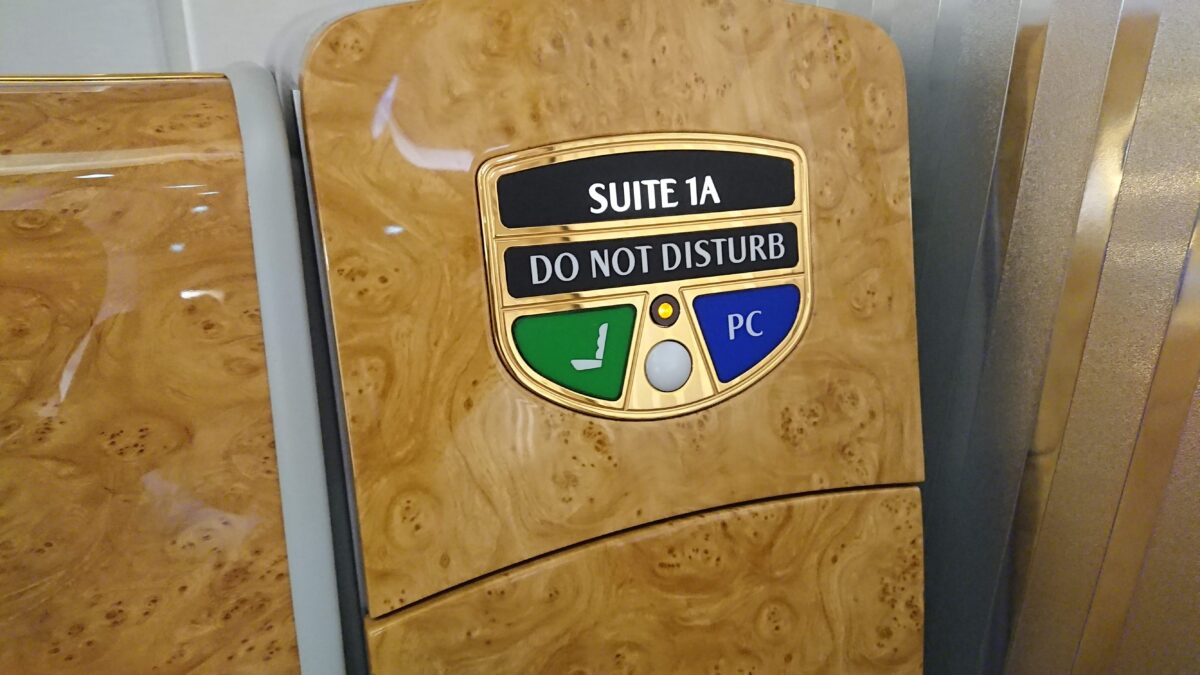 SUITE 1A
DO NOT DISTURB
PC